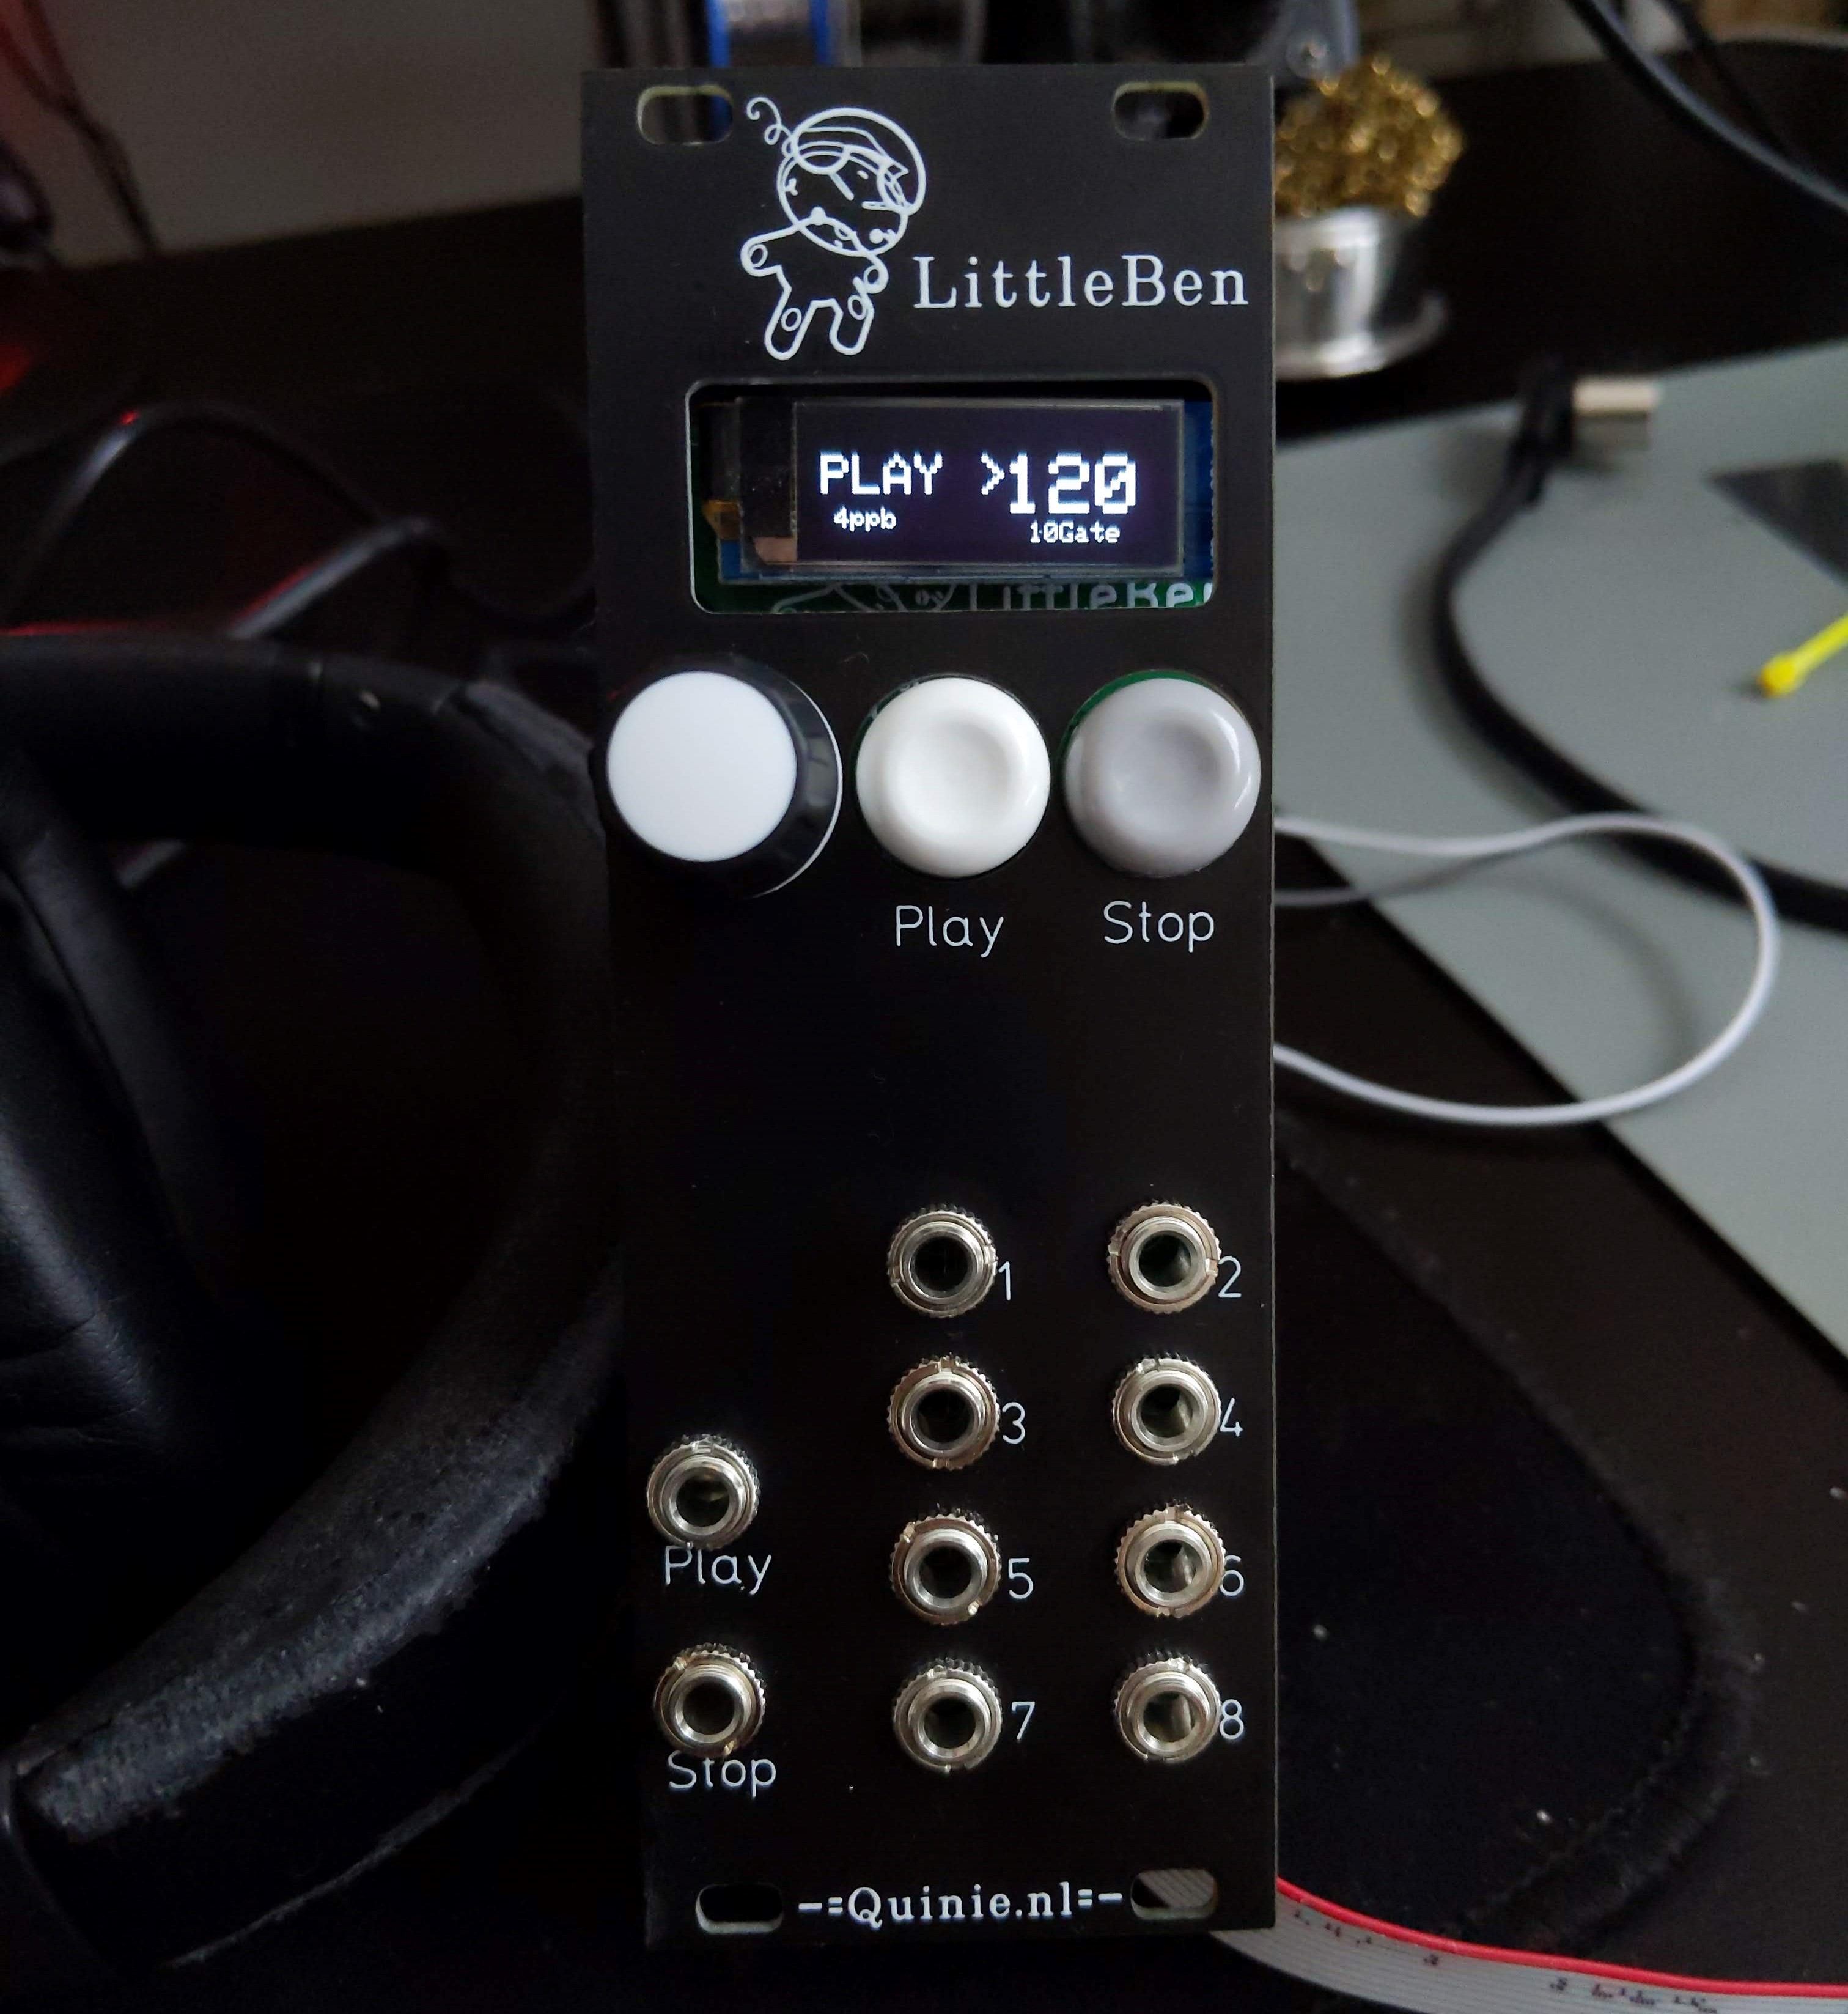 LittleBen
PLAY >120
4ppb 10Gate
Play Stop
1 2
3 4
Play
5 6
Stop
7 8
-=Quinie.nl=-